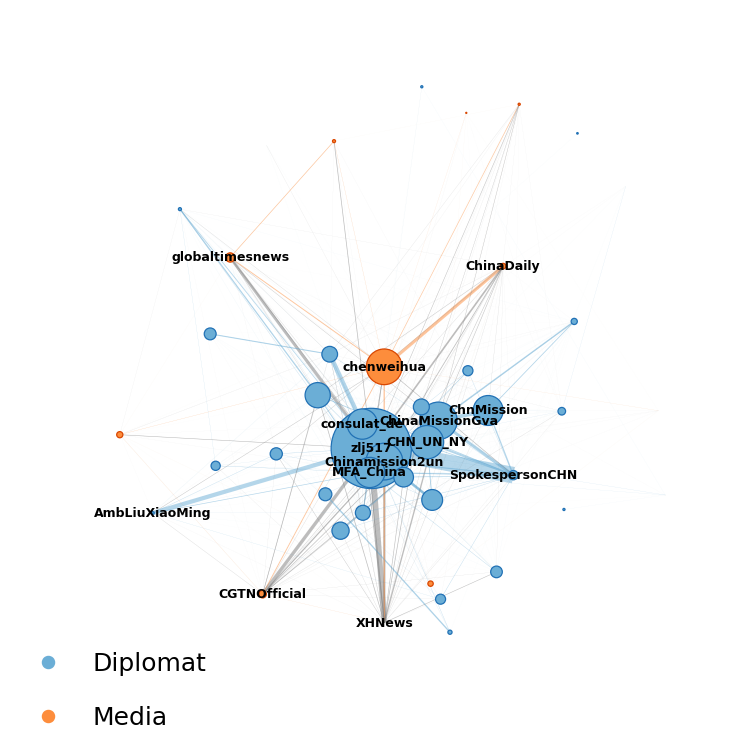 globaltimesnews
ChinaDaily
chenweihua
ChnMission
ChinaMissionGva
consulat_de
CHN_UN_NY
zlj517
Chinamission2un
MFA_China
SpokespersonCHN
AmbLiuXiaoMing
CGTNOfficial
XHNews
Diplomat
Media